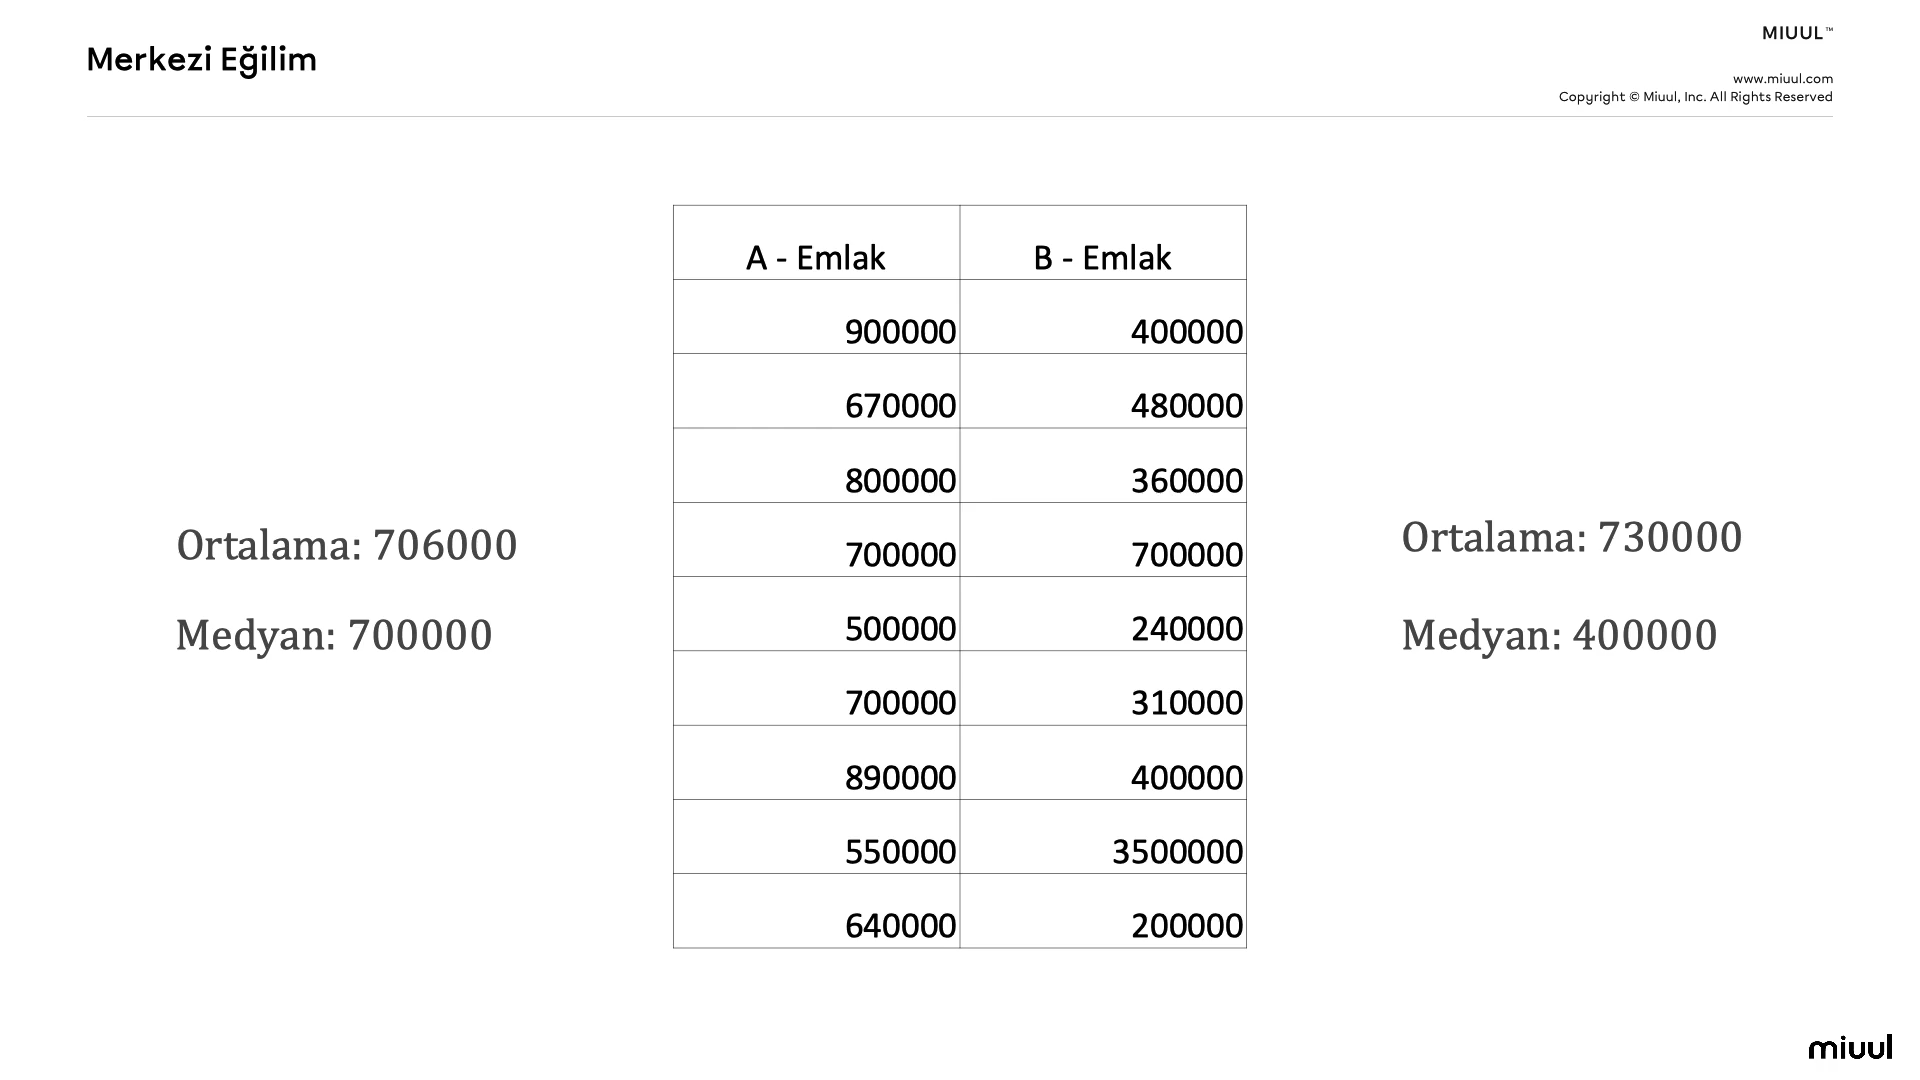 Merkezi Eğilim
MIUUL™
www.miuul.com
Copyright © Miuul, Inc. All Rights Reserved
A - Emlak B - Emlak
900000 400000
670000 480000
800000 360000
700000 700000
500000 240000
700000 310000
890000 400000
550000 3500000
640000 200000
Ortalama: 706000
Medyan: 700000
Ortalama: 730000
Medyan: 400000
miuul